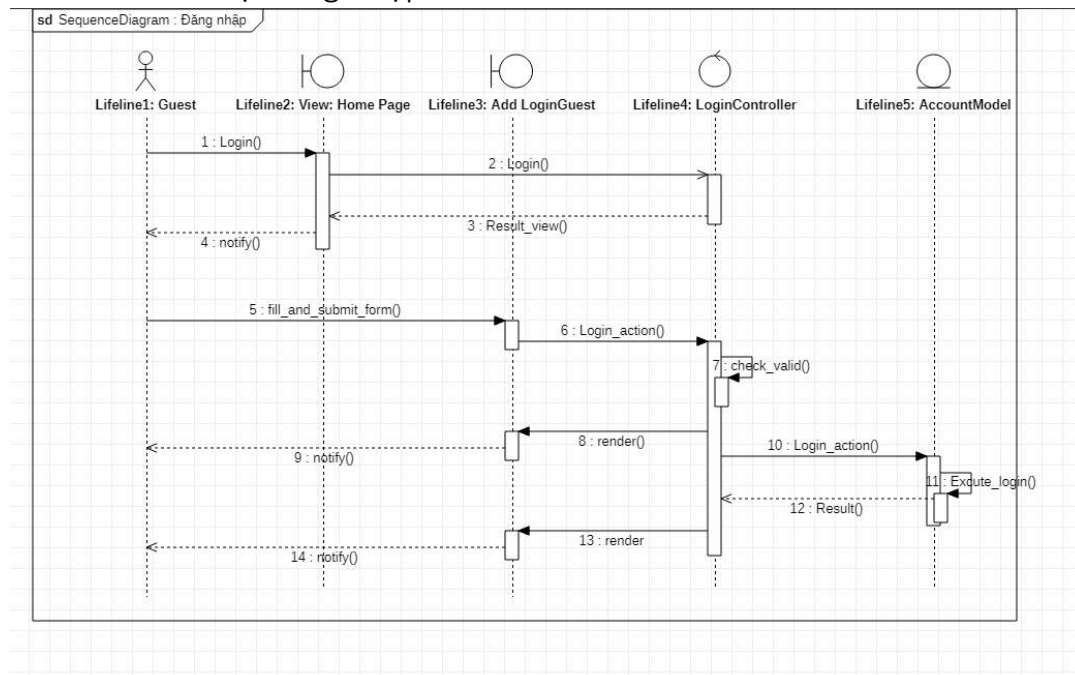 sd SequenceDiagram : Đăng nhập
Lifeline1: Guest
Lifeline2: View: Home Page
Lifeline3: Add LoginGuest
Lifeline4: LoginController
Lifeline5: AccountModel
1 : Login()
2 : Login()
3 : Result_view()
4 : notify()
5 : fill_and_submit_form()
6 : Login_action()
7 : check_valid()
8 : render()
9 : notify()
10 : Login_action()
11 : Excute_login()
12 : Result()
13 : render
14 : notify()